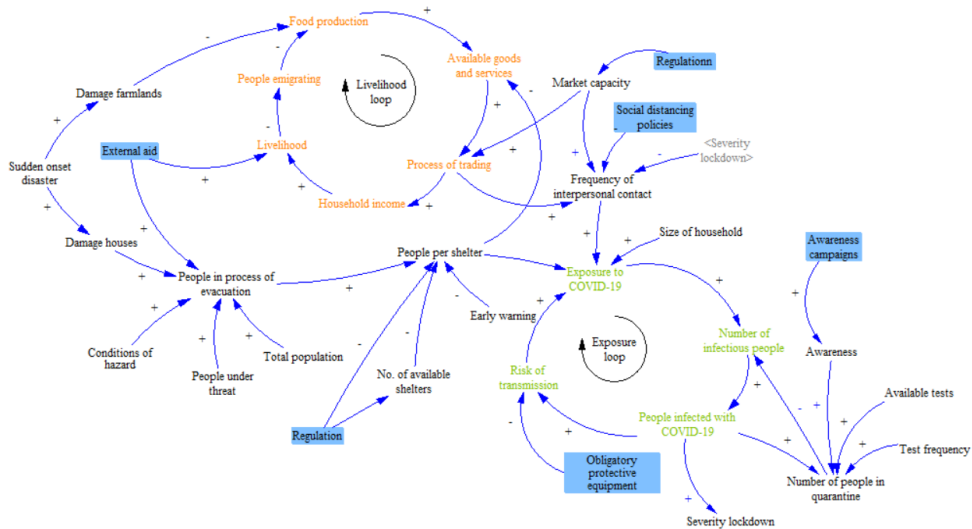 Food production
Available goods
and services
People emigrating
Livelihood
loop
Regulationn
Market capacity
Damage farmlands
Social distancing
policies
<Severity
lockdown>
External aid
Livelihood
Process of trading
Sudden onset
disaster
Frequency of
interpersonal contact
Household income
Damage houses
People per shelter
Size of household
Awareness
campaigns
People in process of
evacuation
Exposure to
COVID-19
Early warning
Number of
infectious people
Exposure
loop
Conditions of
hazard
Total population
People under
threat
No. of available
shelters
Risk of
transmission
Awareness
Available tests
People infected with
COVID-19
Regulation
Obligatory
protective
equipment
Test frequency
Number of people in
quarantine
Severity lockdown